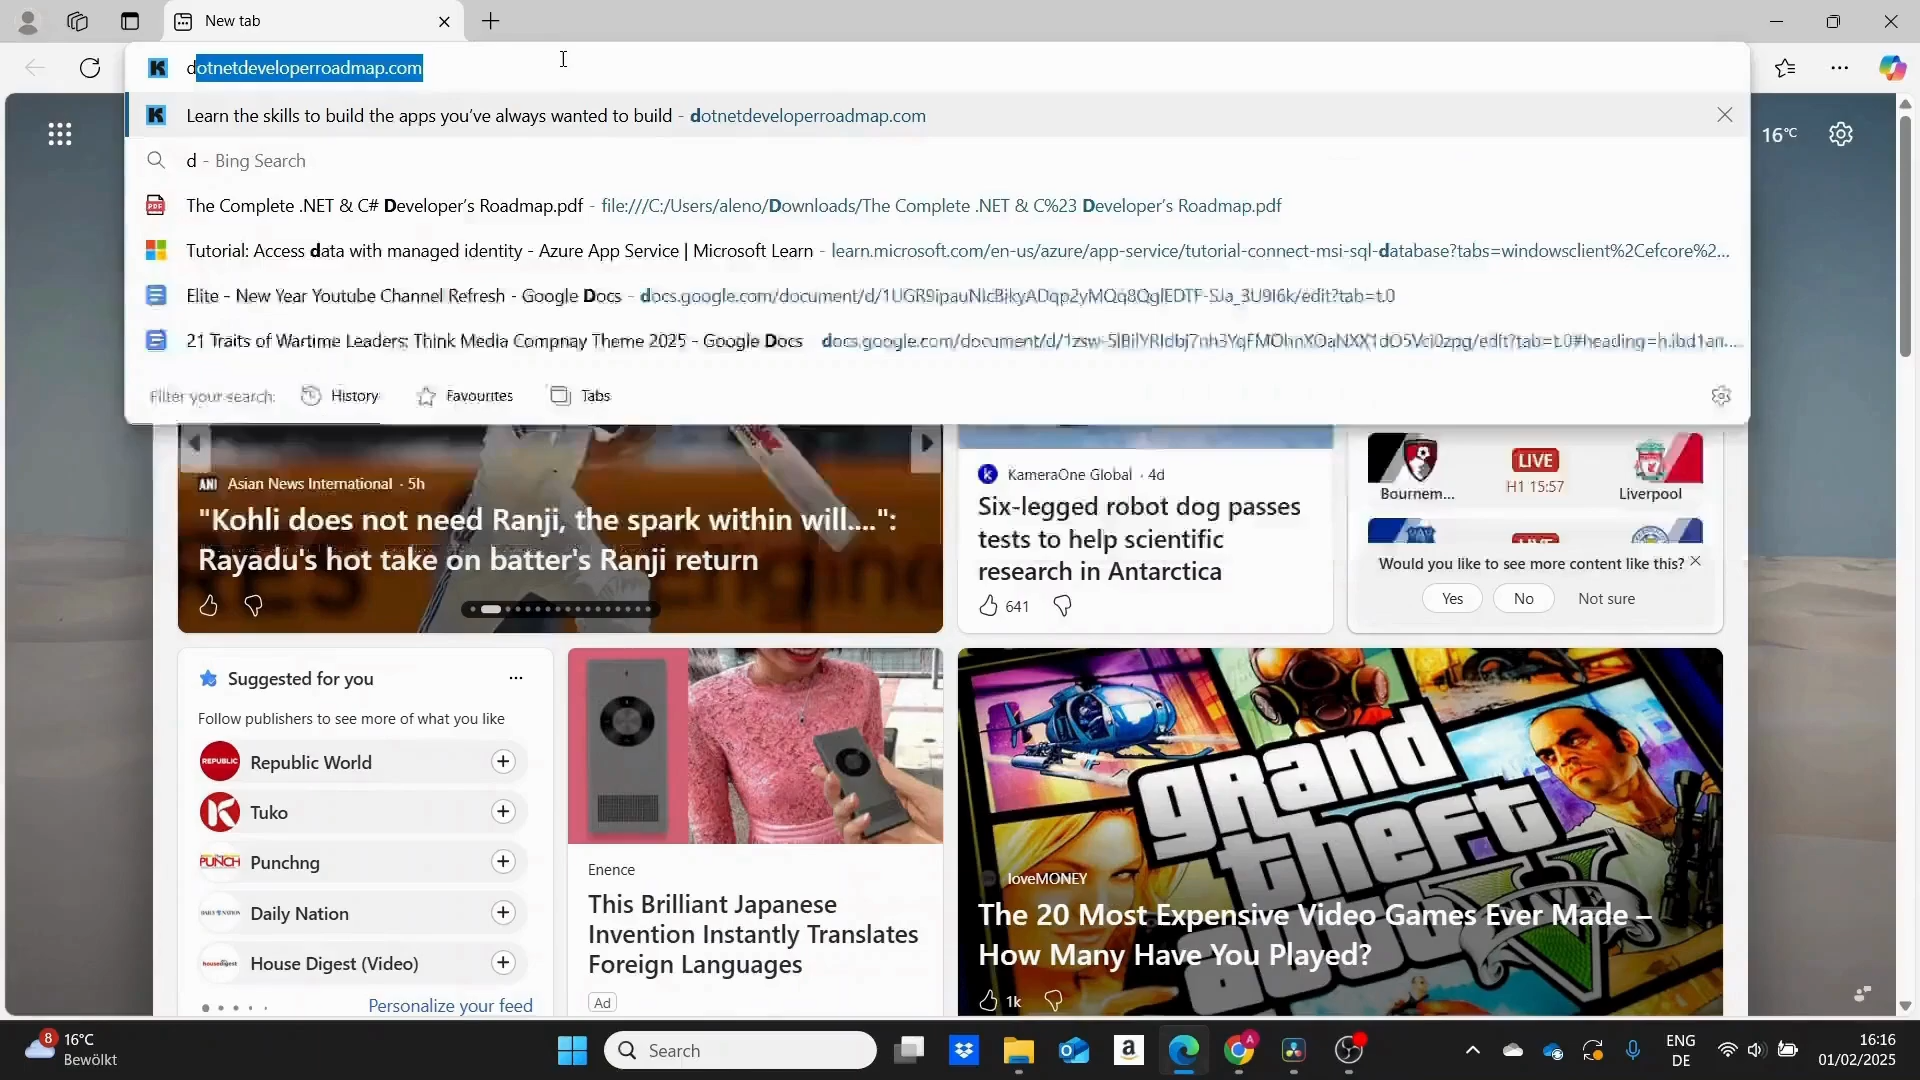 New tab
dotnetdeveloperroadmap.com
Learn the skills to build the apps you've always wanted to build - dotnetdeveloperroadmap.com
d - Bing Search
The Complete .NET & C# Developer's Roadmap.pdf - file:///C:/Users/aleno/Downloads/The Complete .NET & C%23 Developer's Roadmap.pdf
Tutorial: Access data with managed identity - Azure App Service | Microsoft Learn - learn.microsoft.com/en-us/azure/app-service/tutorial-connect-msi-sql-database?tabs=windowsclient%2Cefcore%2...
Elite - New Year Youtube Channel Refresh - Google Docs -
21 Traits of Wartime Leaders: Think Media Compnay Theme 2025 - Google Docs
Filter your search: History Favourites Tabs
16°C
Asian News International · 5h
"Kohli does not need Ranji, the spark within will....":
Rayadu's hot take on batter's Ranji return
KameraOne Global · 4d
Six-legged robot dog passes
tests to help scientific
research in Antarctica
641
LIVE
H1 15:57
Bournem...
Liverpool
Would you like to see more content like this?
Yes No Not sure
Suggested for you
Follow publishers to see more of what you like
REPUBLIC Republic World
Tuko
PUNCH Punchng
Daily Nation
House Digest (Video)
Personalize your feed
Enence
This Brilliant Japanese
Invention Instantly Translates
Foreign Languages
Ad
grand
theft
loveMONEY
The 20 Most Expensive Video Games Ever Made –
How Many Have You Played?
1k
8
16°C
Bewölkt
Search
ENG
DE
16:16
01/02/2025